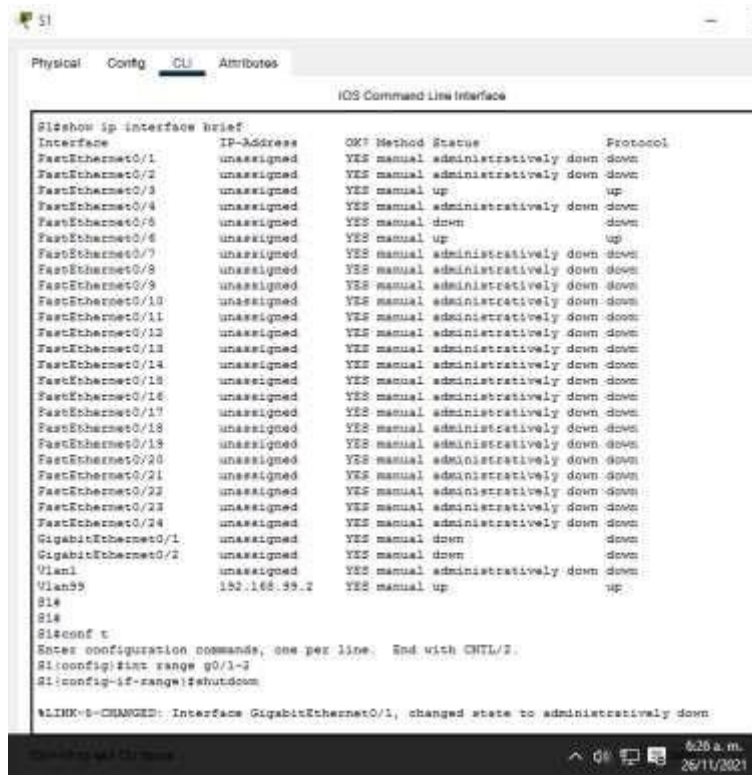 S1
Physical Config CLI Attributes
IOS Command Line Interface
S1#show ip interface brief
Interface IP-Address OK? Method Status Protocol
FastEthernet0/1 unassigned YES manual administratively down down
FastEthernet0/2 unassigned YES manual administratively down down
FastEthernet0/3 unassigned YES manual up up
FastEthernet0/4 unassigned YES manual administratively down down
FastEthernet0/5 unassigned YES manual down down
FastEthernet0/6 unassigned YES manual up up
FastEthernet0/7 unassigned YES manual administratively down down
FastEthernet0/8 unassigned YES manual administratively down down
FastEthernet0/9 unassigned YES manual administratively down down
FastEthernet0/10 unassigned YES manual administratively down down
FastEthernet0/11 unassigned YES manual administratively down down
FastEthernet0/12 unassigned YES manual administratively down down
FastEthernet0/13 unassigned YES manual administratively down down
FastEthernet0/14 unassigned YES manual administratively down down
FastEthernet0/15 unassigned YES manual administratively down down
FastEthernet0/16 unassigned YES manual administratively down down
FastEthernet0/17 unassigned YES manual administratively down down
FastEthernet0/18 unassigned YES manual administratively down down
FastEthernet0/19 unassigned YES manual administratively down down
FastEthernet0/20 unassigned YES manual administratively down down
FastEthernet0/21 unassigned YES manual administratively down down
FastEthernet0/22 unassigned YES manual administratively down down
FastEthernet0/23 unassigned YES manual administratively down down
FastEthernet0/24 unassigned YES manual administratively down down
GigabitEthernet0/1 unassigned YES manual down down
GigabitEthernet0/2 unassigned YES manual down down
Vlan1 unassigned YES manual administratively down down
Vlan99 192.168.99.2 YES manual up up
S1#
S1#
S1#conf t
Enter configuration commands, one per line. End with CNTL/Z.
S1(config)#int range g0/1-2
S1(config-if-range)#shutdown
%LINK-5-CHANGED: Interface GigabitEthernet0/1, changed state to administratively down
6:26 a. m.
26/11/2021